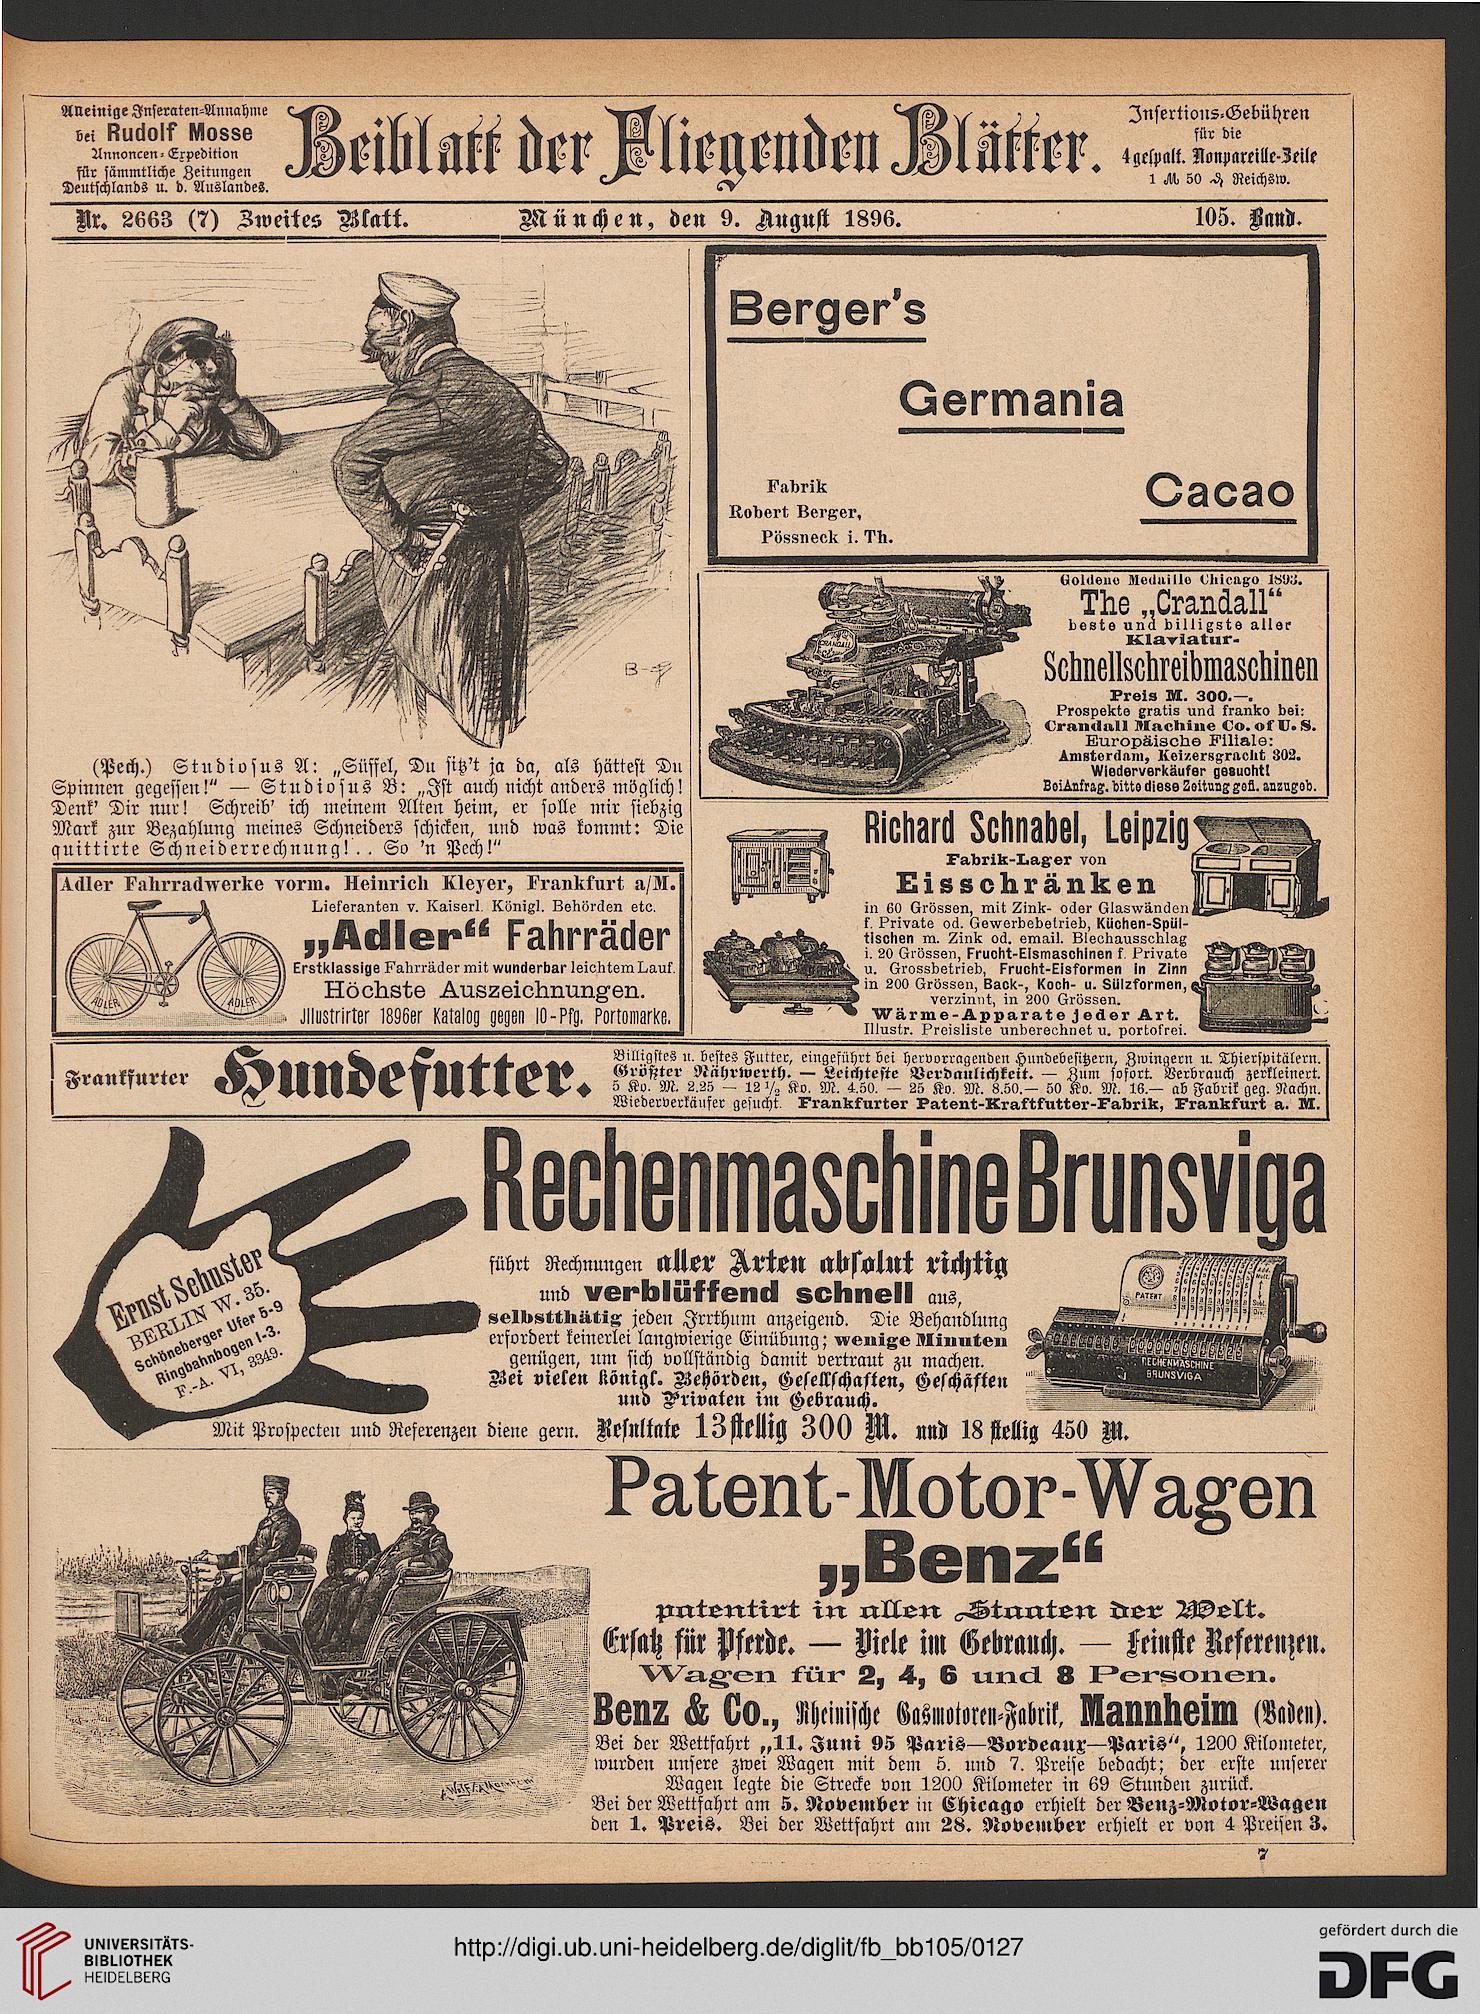 Alleinige Inseraten-Annahme
bei Rudolf Mosse
Annoncen-Expedition
für sämmtliche Zeitungen
Deutschlands u. d. Auslandes.
Beiblatt der Fliegenden Blätter.
Insertions-Gebühren
für die
4 gespalt. Nonpareille-Zeile
1 M 50 ₰ Reichsw.
Nr. 2663 (7) Zweites Blatt.
München, den 9. August 1896.
105. Band.
(Pech.) Studiosus A: „Süffel, Du sitz't ja da, als hättest Du
Spinnen gegessen!“ — Studiosus B: „Ist auch nicht anders möglich!
Denk' Dir nur! Schreib' ich meinem Alten heim, er solle mir siebzig
Mark zur Bezahlung meines Schneiders schicken, und was kommt: Die
quittirte Schneiderrechnung!.. So 'n Pech!“
Adler Fahrradwerke vorm. Heinrich Kleyer, Frankfurt a/M.
Lieferanten v. Kaiserl. Königl. Behörden etc.
„Adler“ Fahrräder
Erstklassige Fahrräder mit wunderbar leichtem Lauf.
Höchste Auszeichnungen.
Jllustrirter 1896er Katalog gegen 10-Pfg. Portomarke.
ADLER
ADLER
Berger's
Germania
Cacao
Fabrik
Robert Berger,
Pössneck i. Th.
CRANDALL
Goldene Medaille Chicago 1893.
The „Crandall“
beste und billigste aller
Klaviatur-
Schnellschreibmaschinen
Preis M. 300.—.
Prospekte gratis und franko bei:
Crandall Machine Co. of U. S.
Europäische Filiale:
Amsterdam, Keizersgracht 302.
Wiederverkäufer gesucht!
Bei Anfrag. bitte diese Zeitung gefl. anzugeb.
Richard Schnabel, Leipzig
Fabrik-Lager von
Eisschränken
in 60 Grössen, mit Zink- oder Glaswänden
f. Private od. Gewerbebetrieb, Küchen-Spül-
tischen m. Zink od. email. Blechausschlag
i. 20 Grössen, Frucht-Eismaschinen f. Private
u. Grossbetrieb, Frucht-Eisformen in Zinn
in 200 Grössen, Back-, Koch- u. Sülzformen,
verzinnt, in 200 Grössen.
Wärme-Apparate jeder Art.
Illustr. Preisliste unberechnet u. portofrei.
Frankfurter Hundefutter.
Billigstes u. bestes Futter, eingeführt bei hervorragenden Hundebesitzern, Zwingern u. Thierspitälern.
Größter Nährwerth. — Leichteste Verdaulichkeit. — Zum sofort. Verbrauch zerkleinert.
5 Ko. M. 2.25 — 12½ Ko. M. 4.50. — 25 Ko. M. 8.50.— 50 Ko. M. 16.— ab Fabrik geg. Nachn.
Wiederverkäufer gesucht. Frankfurter Patent-Kraftfutter-Fabrik, Frankfurt a. M.
Rechenmaschine Brunsviga
Ernst Schuster
BERLIN W. 35.
Schöneberger Ufer 5-9
Ringbahnbogen 1-3.
F.-A. VI, 3349.
führt Rechnungen aller Arten absolut richtig
und verblüffend schnell aus,
selbstthätig jeden Irrthum anzeigend. Die Behandlung
erfordert keinerlei langwierige Einübung; wenige Minuten
genügen, um sich vollständig damit vertraut zu machen.
Bei vielen königl. Behörden, Gesellschaften, Geschäften
und Privaten im Gebrauch.
PATENT
RECHENMASCHINE
BRUNSVIGA
Mit Prospecten und Referenzen diene gern. Resultate 13stellig 300 M. und 18stellig 450 M.
Patent-Motor-Wagen
„Benz“
patentirt in allen Staaten der Welt.
Ersatz für Pferde. — Viele im Gebrauch. — Feinste Referenzen.
Wagen für 2, 4, 6 und 8 Personen.
Benz & Co., Rheinische Gasmotoren-Fabrik, Mannheim (Baden).
Bei der Wettfahrt „11. Juni 95 Paris—Bordeaux—Paris“, 1200 Kilometer,
wurden unsere zwei Wagen mit dem 5. und 7. Preise bedacht; der erste unserer
Wagen legte die Strecke von 1200 Kilometer in 69 Stunden zurück.
Bei der Wettfahrt am 5. November in Chicago erhielt der Benz-Motor-Wagen
den 1. Preis. Bei der Wettfahrt am 28. November erhielt er von 4 Preisen 3.
7
UNIVERSITÄTS-
BIBLIOTHEK
HEIDELBERG
http://digi.ub.uni-heidelberg.de/diglit/fb_bb105/0127
gefördert durch die
DFG